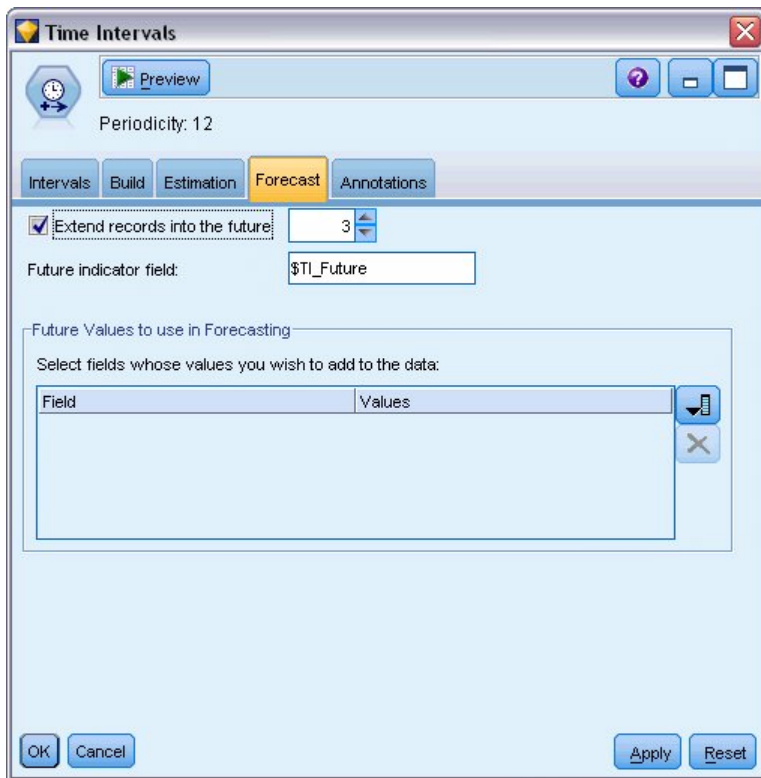 Time Intervals
Preview
Periodicity: 12
Intervals Build Estimation Forecast Annotations
Extend records into the future 3
Future indicator field: $TI_Future
Future Values to use in Forecasting
Select fields whose values you wish to add to the data:
Field Values
OK Cancel Apply Reset